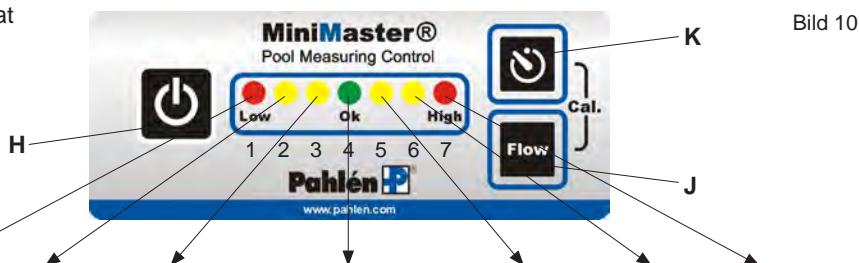 at
MiniMaster®
Pool Measuring Control
Bild 10
K
H
Low Ok High
Cal.
1 2 3 4 5 6 7
Flow
J
Pahlén P
www.pahlen.com